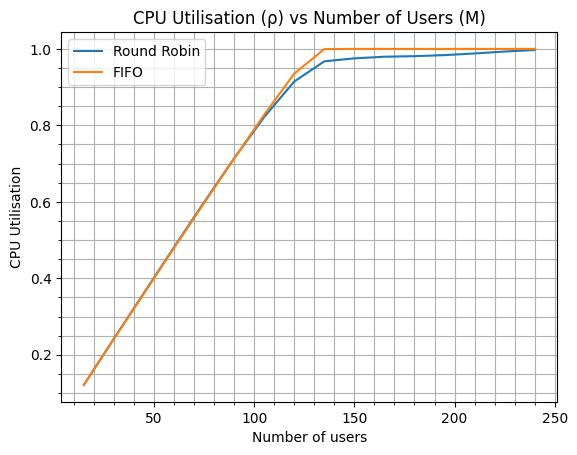 CPU Utilisation (ρ) vs Number of Users (M)
Round Robin
FIFO
CPU Utilisation
1.0
0.8
0.6
0.4
0.2
50
100
150
200
250
Number of users